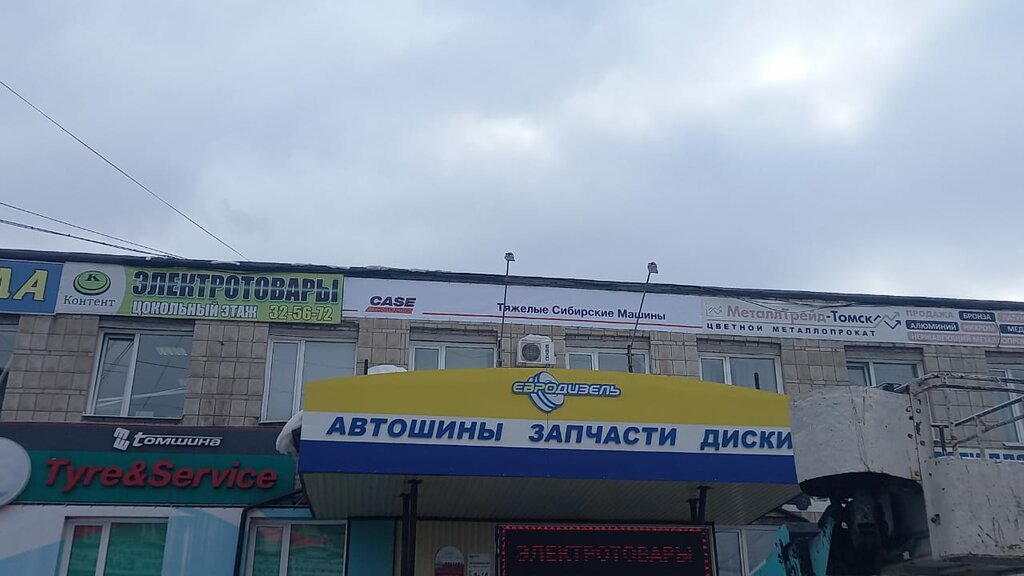 ДА
К
Контент
ЭЛЕКТРОТОВАРЫ
ЦОКОЛЬНЫЙ ЭТАЖ 32-56-72
CASE
Тяжелые Сибирские Машины
МеталлТрейд-Томск
ЦВЕТНОЙ МЕТАЛЛОПРОКАТ
ПРОДАЖА БРОНЗА
АЛЮМИНИЙ
ЕВРОДИЗЕЛЬ
АВТОШИНЫ ЗАПЧАСТИ ДИСКИ
томшина
Tyre&Service
ЭЛЕКТРОТОВАРЫ